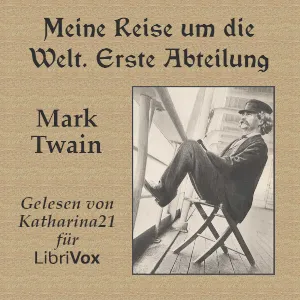 Meine Reise um die
Welt. Erste Abteilung
Mark
Twain
Gelesen von
Katharina21
für
LibriVox